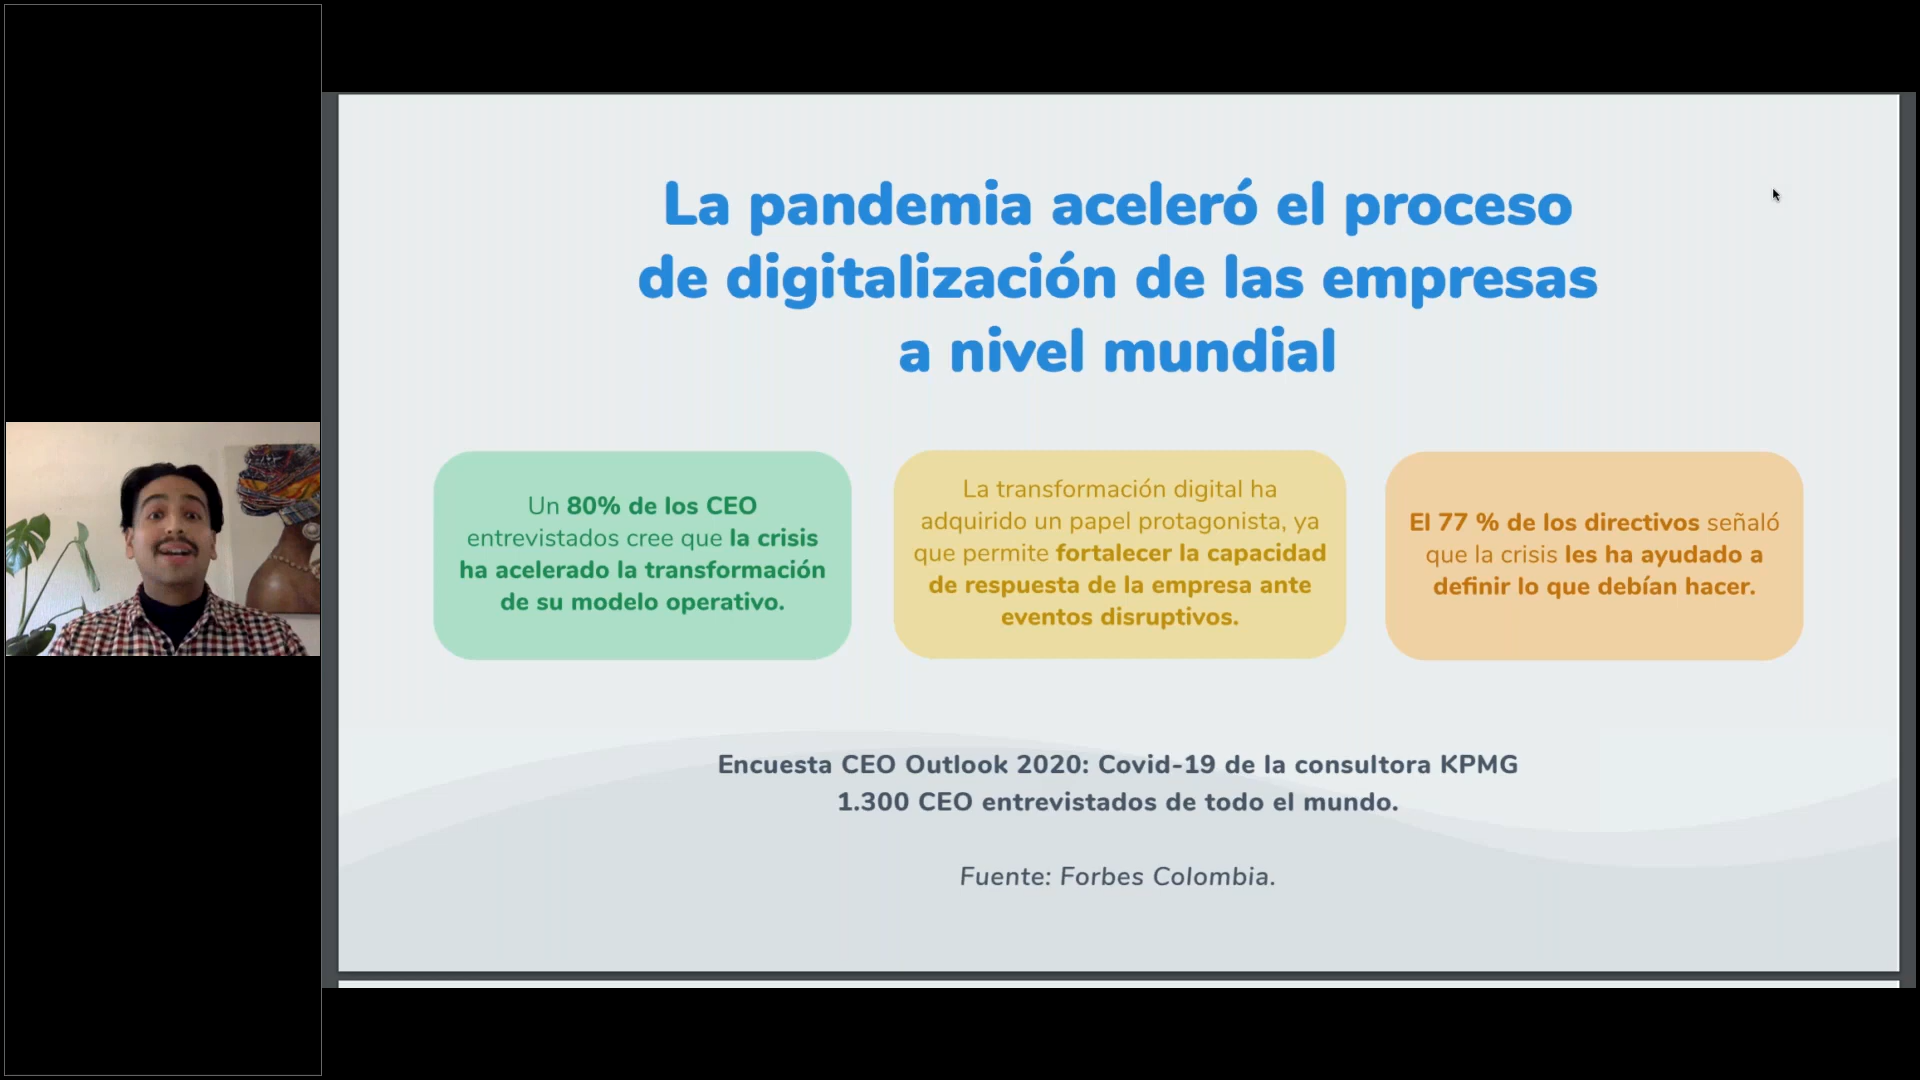 La pandemia aceleró el proceso
de digitalización de las empresas
a nivel mundial
Un 80% de los CEO
entrevistados cree que la crisis
ha acelerado la transformación
de su modelo operativo.
La transformación digital ha
adquirido un papel protagonista, ya
que permite fortalecer la capacidad
de respuesta de la empresa ante
eventos disruptivos.
El 77 % de los directivos señaló
que la crisis les ha ayudado a
definir lo que debían hacer.
Encuesta CEO Outlook 2020: Covid-19 de la consultora KPMG
1.300 CEO entrevistados de todo el mundo.
Fuente: Forbes Colombia.